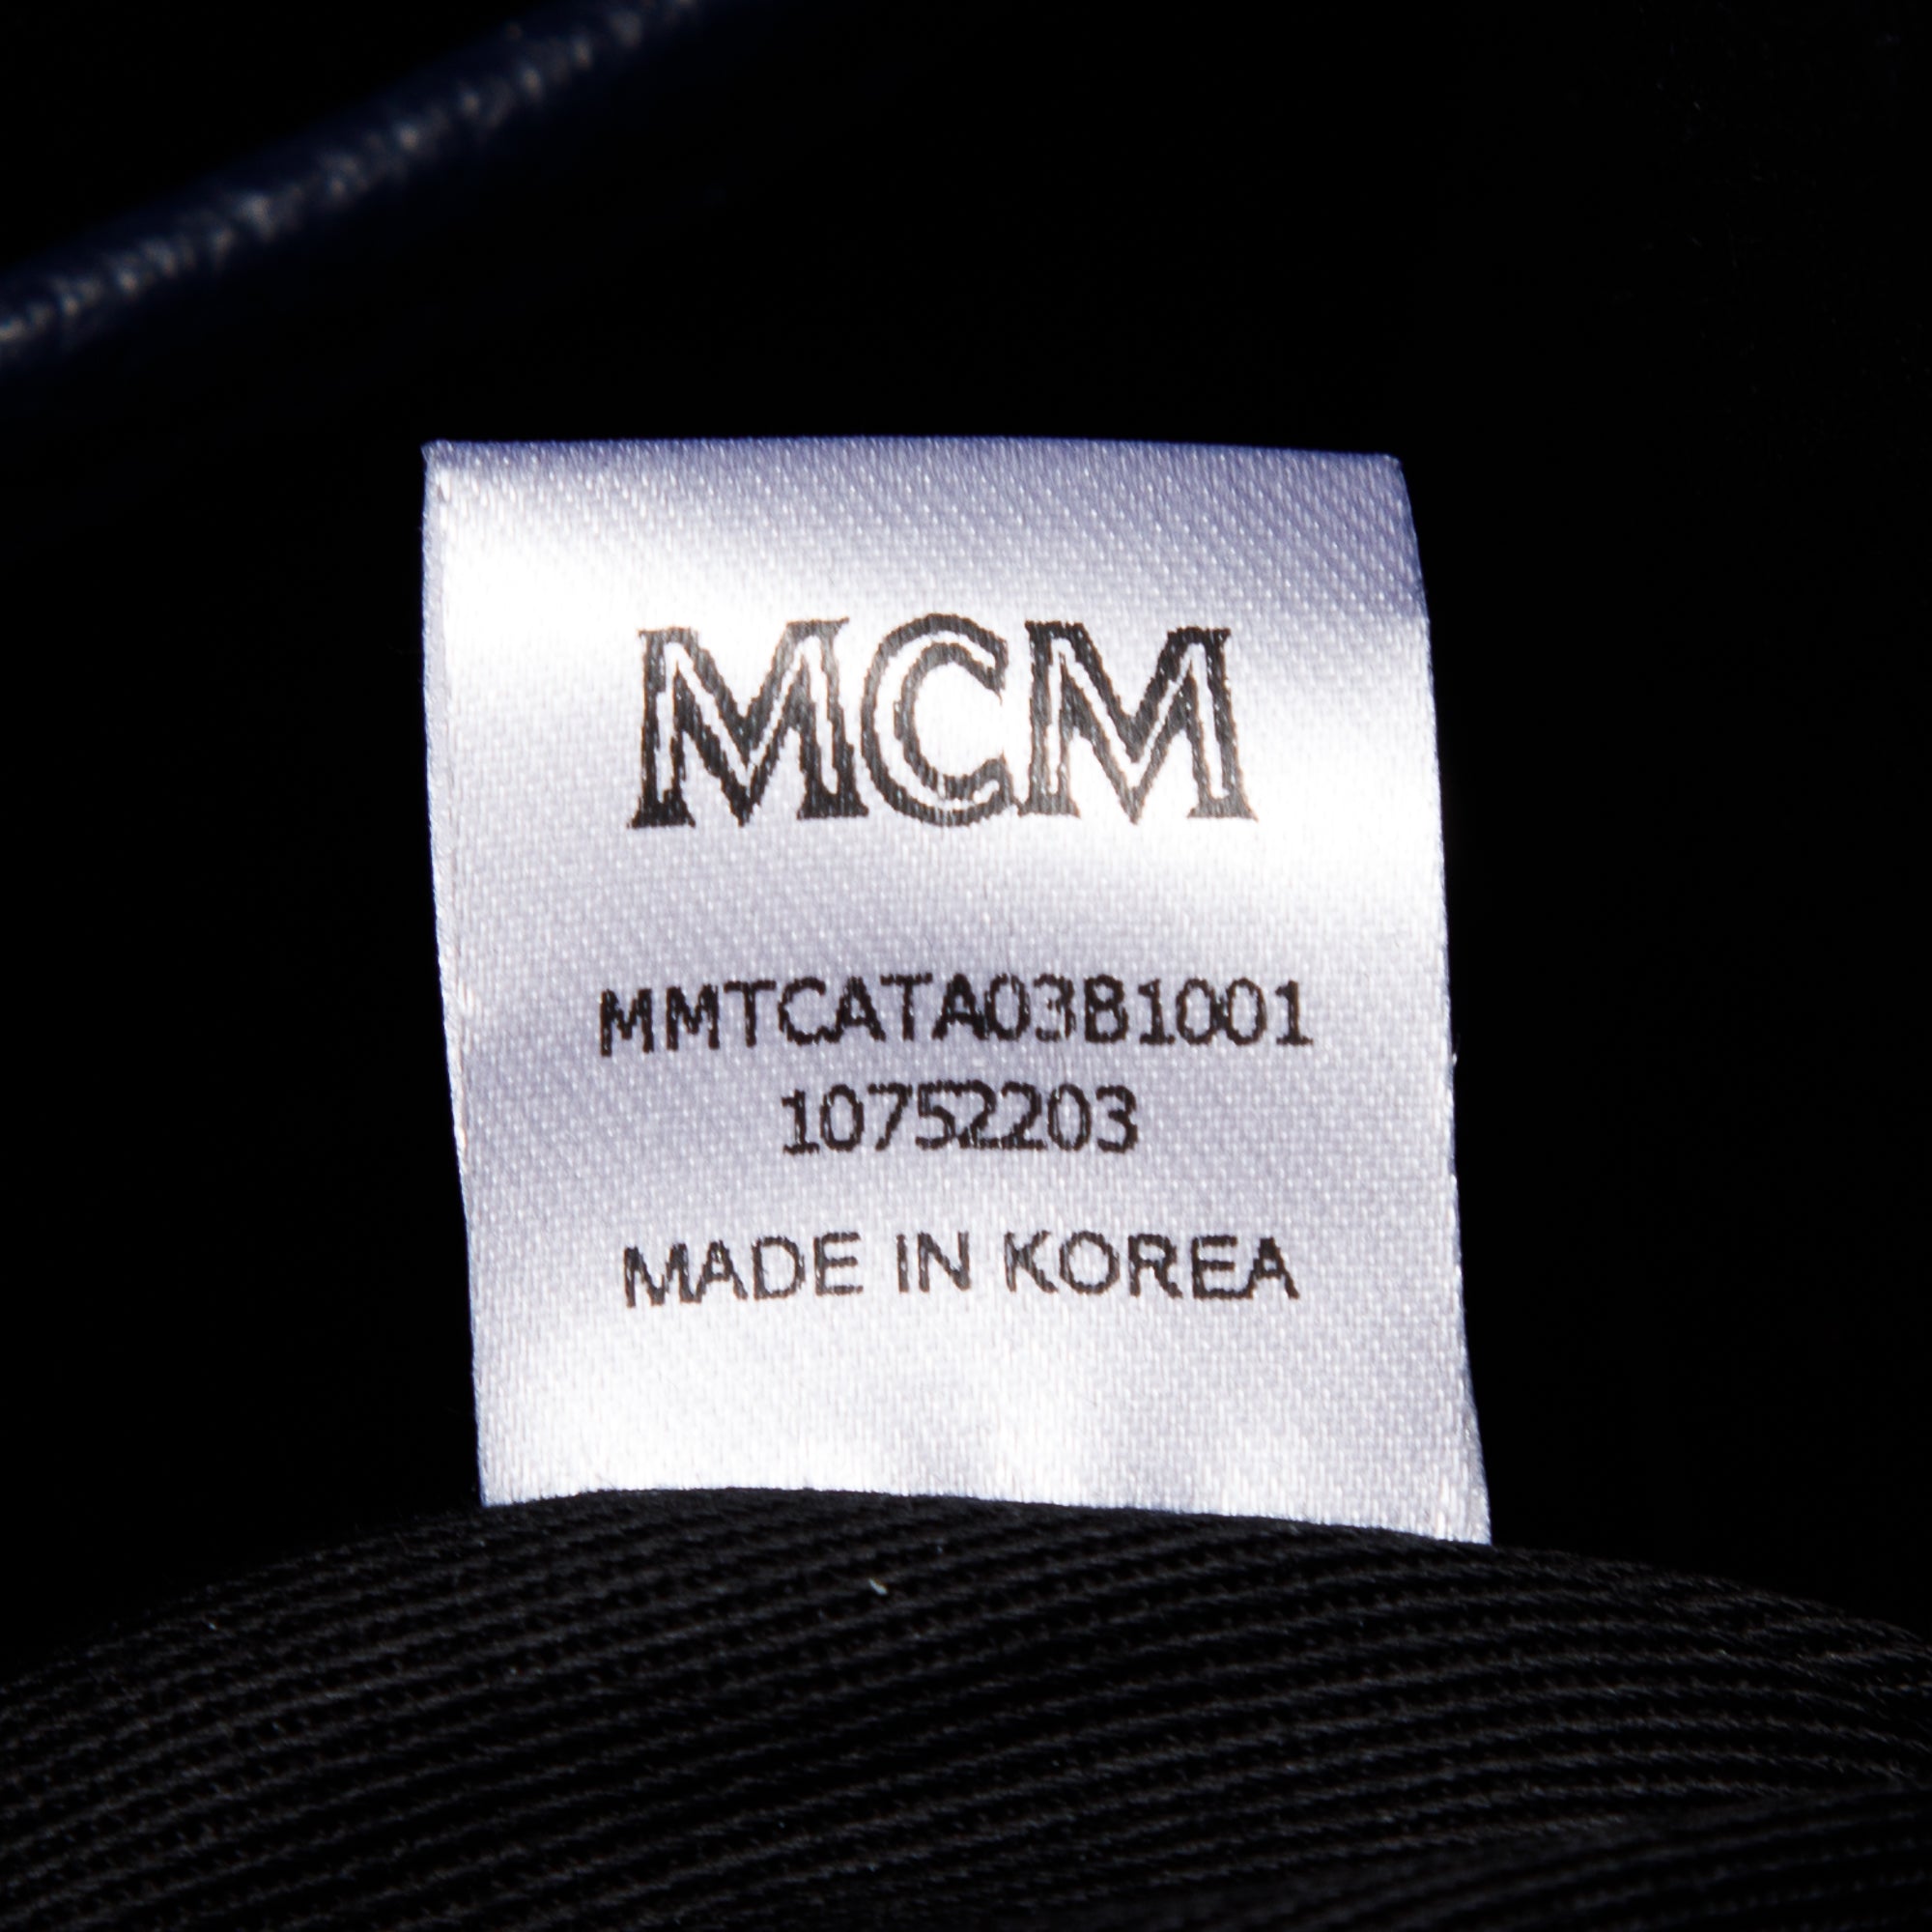 MCM
MMTCATA03B1001
10752203
MADE IN KOREA